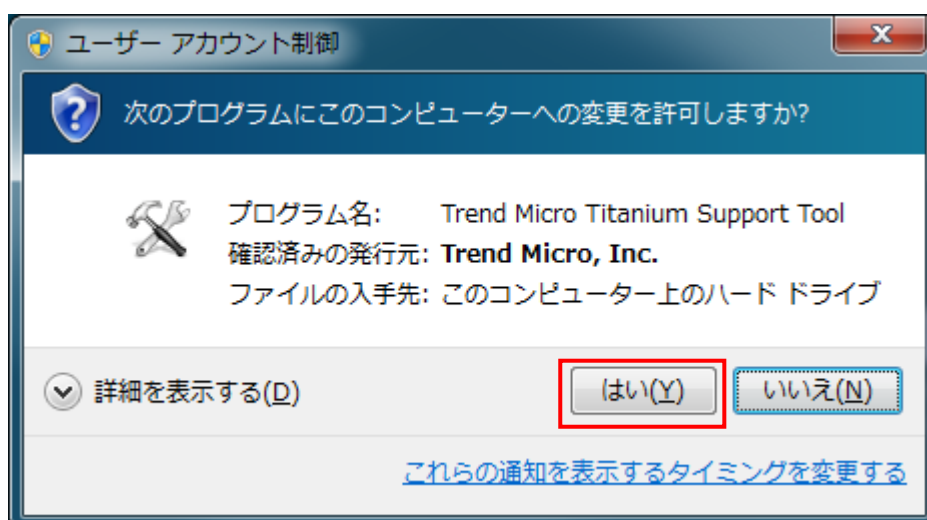 ユーザー アカウント制御
次のプログラムにこのコンピューターへの変更を許可しますか?
プログラム名: Trend Micro Titanium Support Tool
確認済みの発行元: Trend Micro, Inc.
ファイルの入手先: このコンピューター上のハード ドライブ
詳細を表示する(D) はい(Y) いいえ(N)
これらの通知を表示するタイミングを変更する